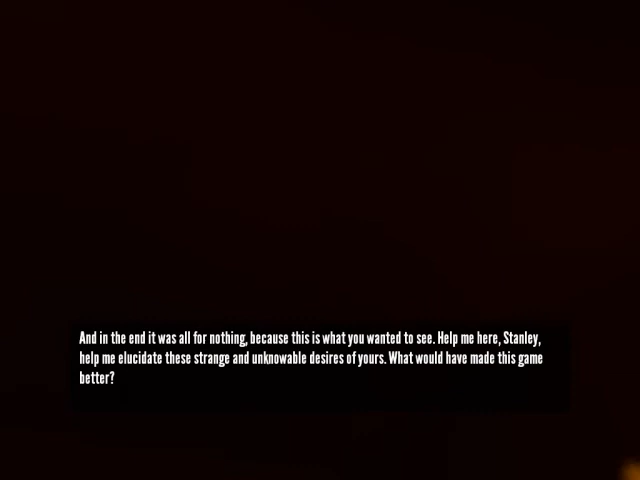 And in the end it was all for nothing, because this is what you wanted to see. Help me here, Stanley,
help me elucidate these strange and unknowable desires of yours. What would have made this game
better?